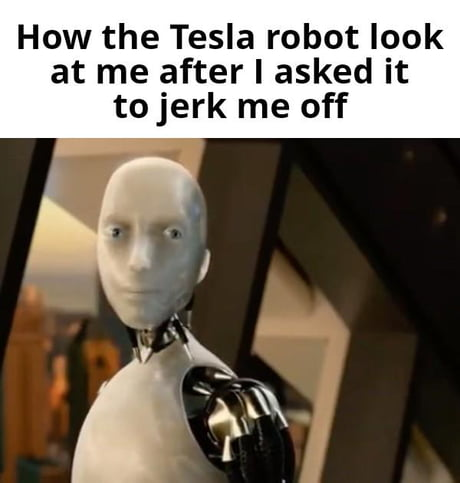 How the Tesla robot look
at me after I asked it
to jerk me off